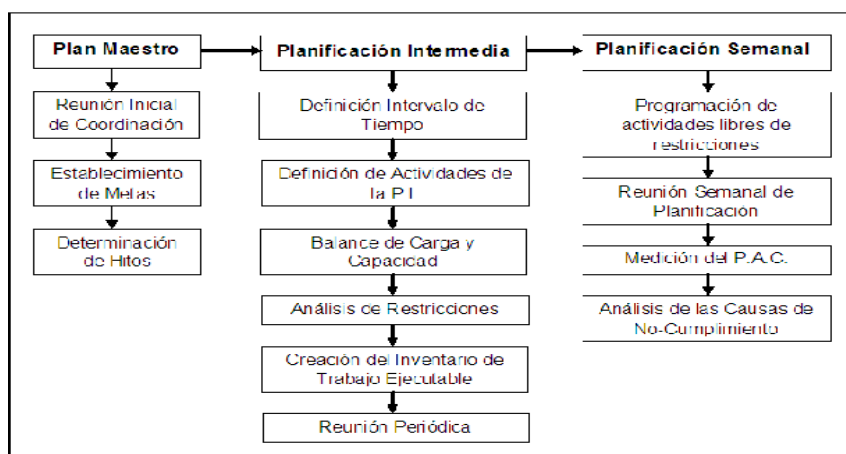 Plan Maestro
Reunión Inicial
de Coordinación
Establecimiento
de Metas
Determinación
de Hitos
Planificación Intermedia
Definición Intervalo de
Tiempo
Definición de Actividades de
la P.I
Balance de Carga y
Capacidad
Análisis de Restricciones
Creación del Inventario de
Trabajo Ejecutable
Reunión Periódica
Planificación Semanal
Programación de
actividades libres de
restricciones
Reunión Semanal de
Planificación
Medición del P.A.C.
Análisis de las Causas de
No-Cumplimiento